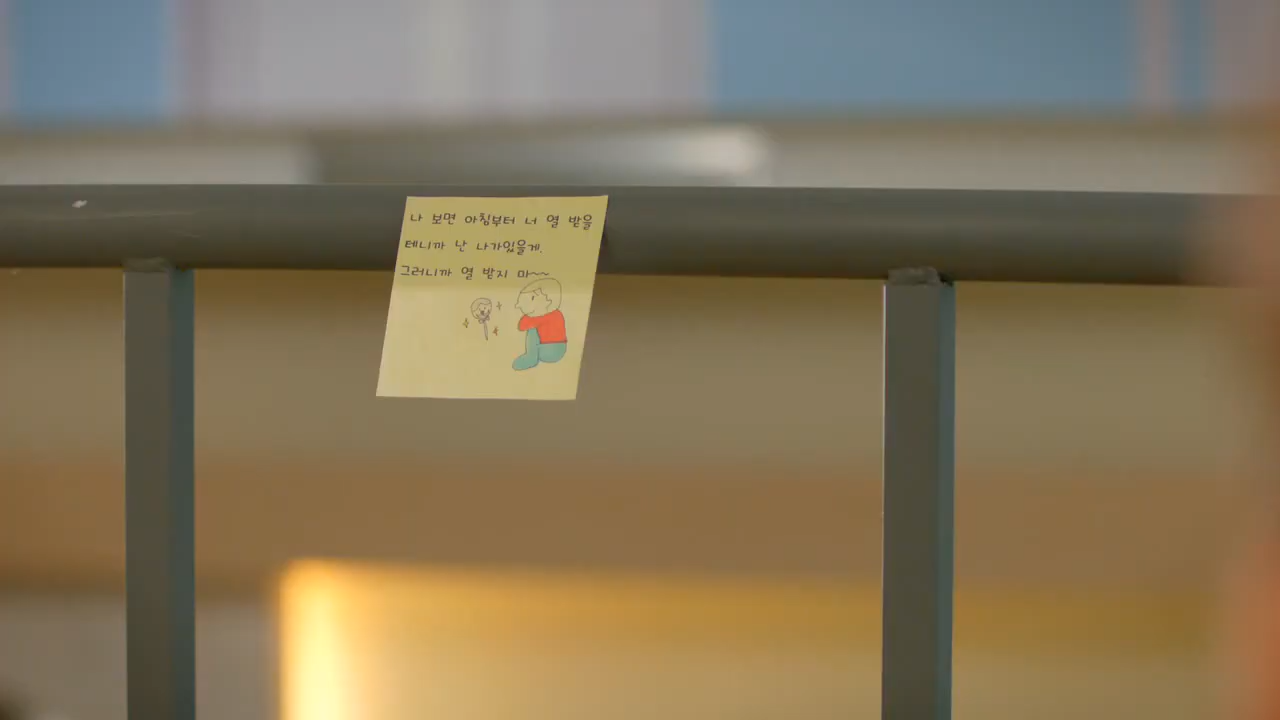 나 보면 아침부터 너 열 받을
테니까 난 나가있을게.
그러니까 열 받지 마~~